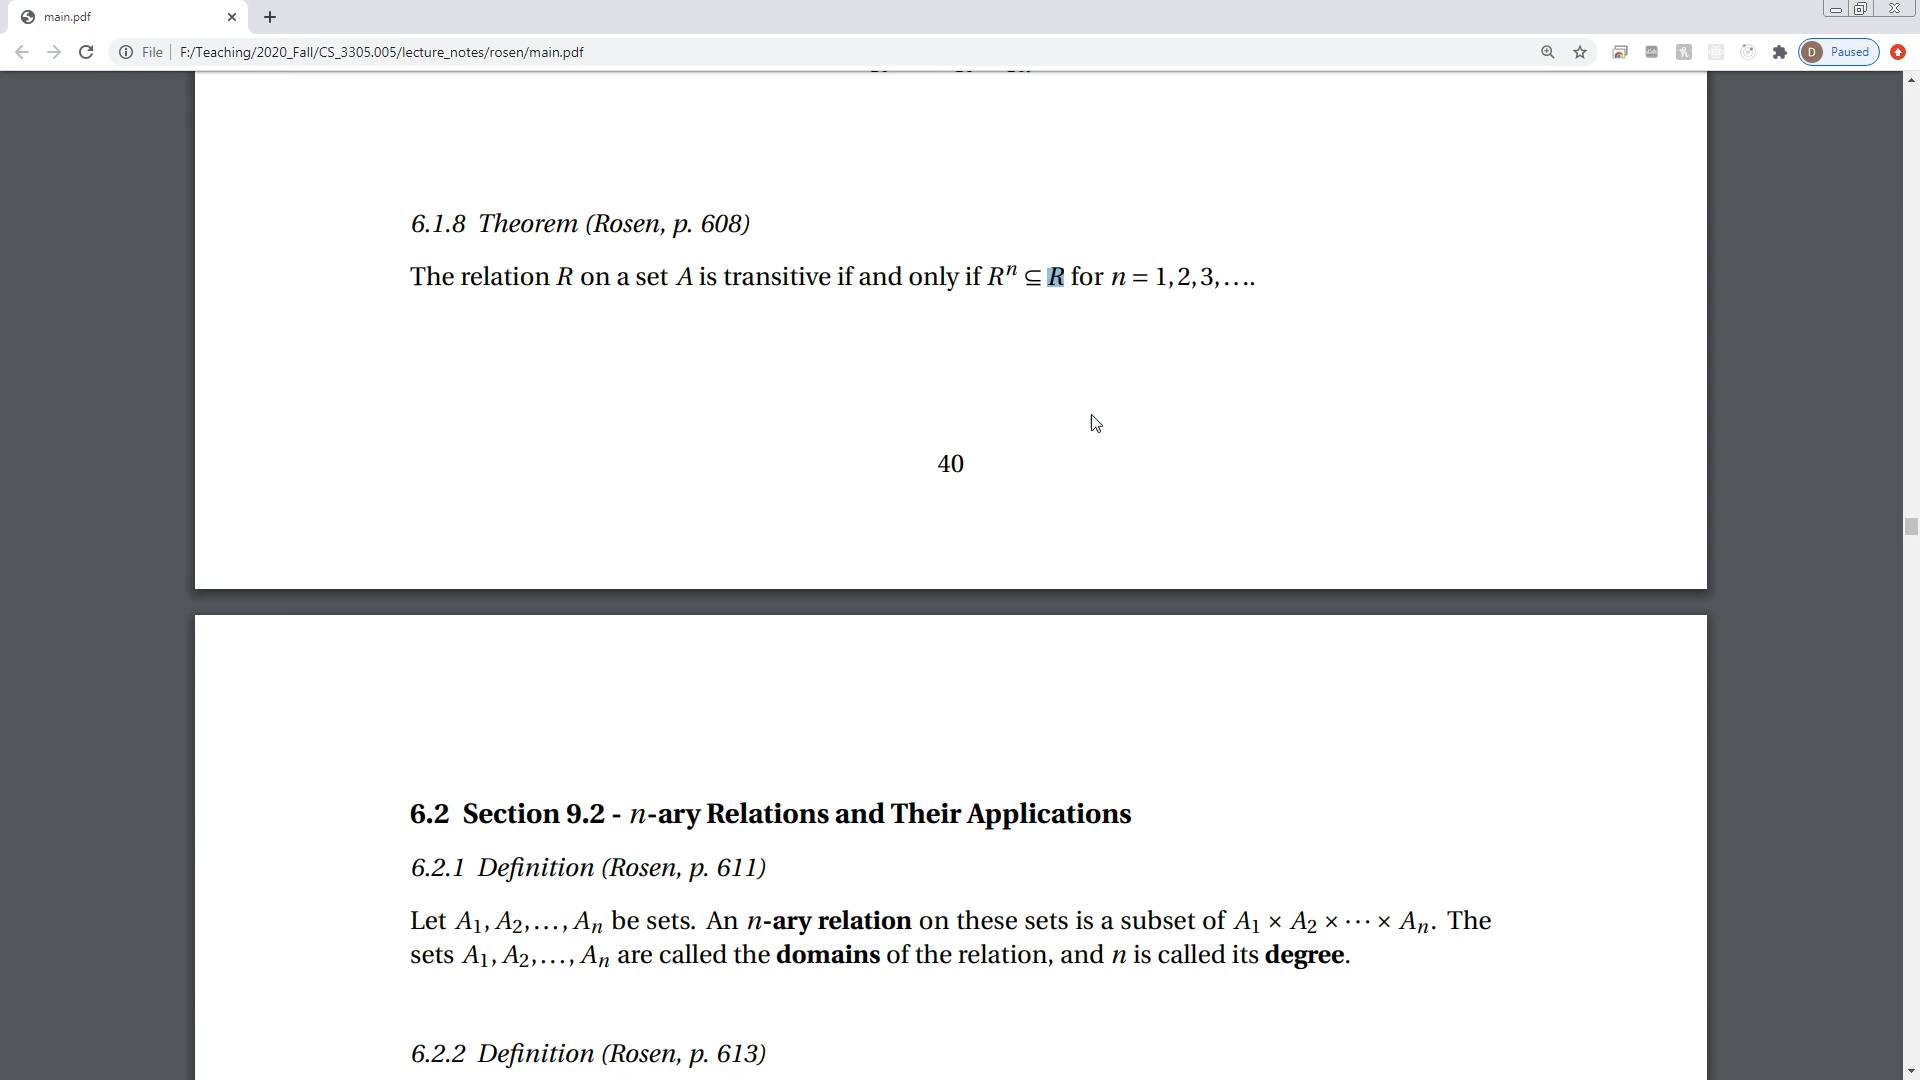 main.pdf
File F:/Teaching/2020_Fall/CS_3305.005/lecture_notes/rosen/main.pdf
D Paused
6.1.8 Theorem (Rosen, p. 608)
The relation R on a set A is transitive if and only if Rⁿ ⊆ R for n = 1,2,3,....
40
6.2 Section 9.2 - n-ary Relations and Their Applications
6.2.1 Definition (Rosen, p. 611)
Let A₁, A₂,..., Aₙ be sets. An n-ary relation on these sets is a subset of A₁ × A₂ × ··· × Aₙ. The
sets A₁, A₂,..., Aₙ are called the domains of the relation, and n is called its degree.
6.2.2 Definition (Rosen, p. 613)